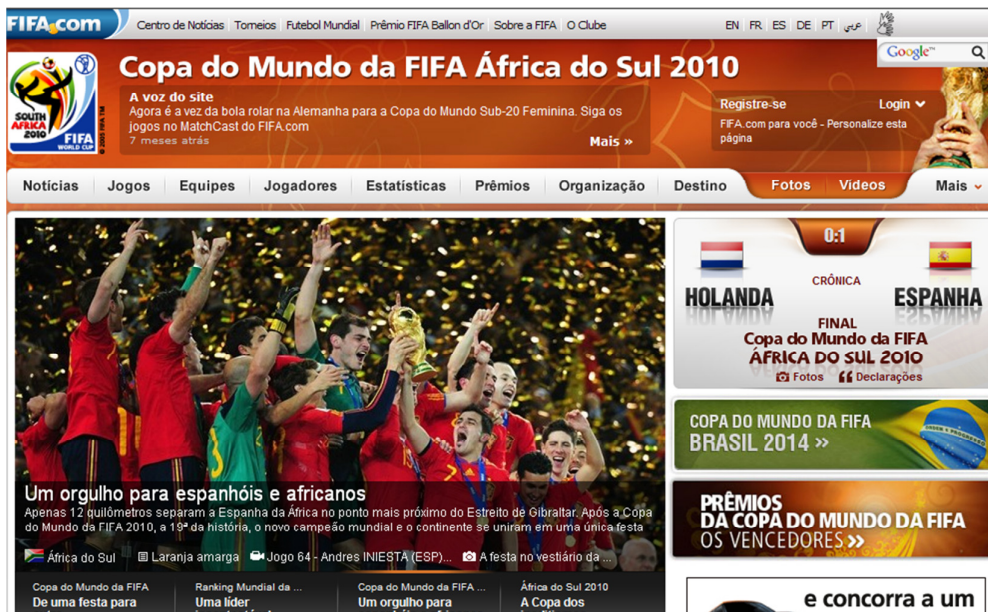 FIFA.com
Centro de Notícias Torneios Futebol Mundial Prêmio FIFA Ballon d'Or Sobre a FIFA O Clube
EN FR ES DE PT عربي
Google™
SOUTH AFRICA 2010
FIFA WORLD CUP
© 2005 FIFA TM
Copa do Mundo da FIFA África do Sul 2010
A voz do site
Agora é a vez da bola rolar na Alemanha para a Copa do Mundo Sub-20 Feminina. Siga os
jogos no MatchCast do FIFA.com
7 meses atrás
Mais »
Registre-se Login
FIFA.com para você - Personalize esta
página
Notícias Jogos Equipes Jogadores Estatísticas Prêmios Organização Destino Fotos Videos Mais
Um orgulho para espanhóis e africanos
Apenas 12 quilômetros separam a Espanha da África no ponto mais próximo do Estreito de Gibraltar. Após a Copa
do Mundo da FIFA 2010, a 19ª da história, o novo campeão mundial e o continente se uniram em uma única festa
África do Sul Laranja amarga Jogo 64 - Andres INIESTA (ESP)... A festa no vestiário da ...
Copa do Mundo da FIFA
De uma festa para
Ranking Mundial da ...
Uma líder
Copa do Mundo da FIFA ...
Um orgulho para
África do Sul 2010
A Copa dos
0:1
CRÔNICA
HOLANDA ESPANHA
FINAL
Copa do Mundo da FIFA
ÁFRICA DO SUL 2010
Fotos Declarações
COPA DO MUNDO DA FIFA
BRASIL 2014 »
ORDEM E PROGRESSO
PRÊMIOS
DA COPA DO MUNDO DA FIFA
OS VENCEDORES »
e concorra a um